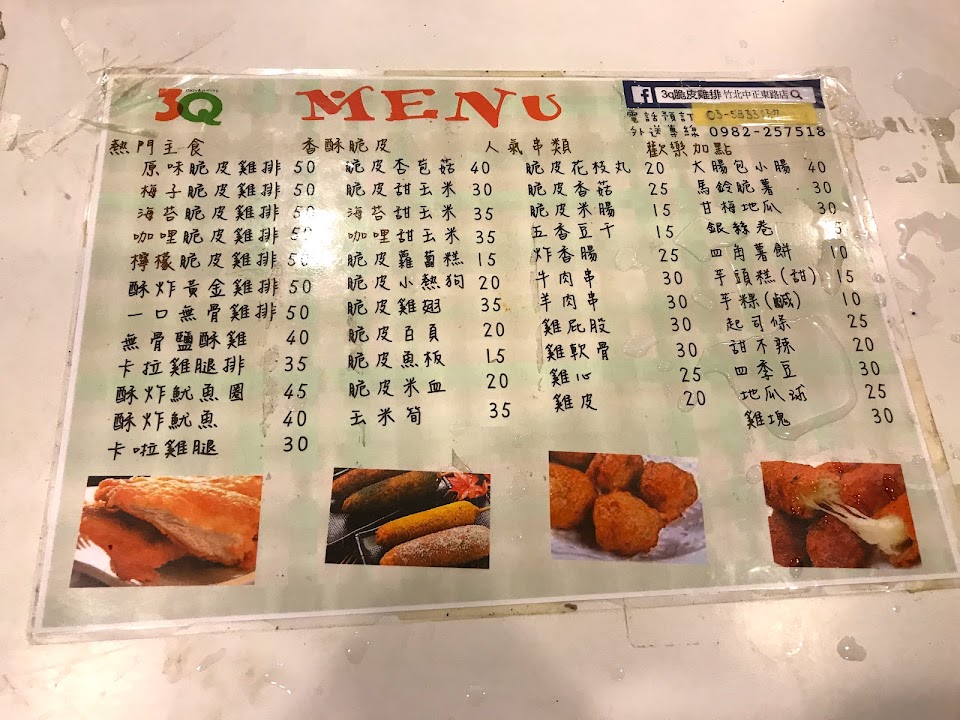 3Q
MENU
3q脆皮雞排 竹北中正東路店
電話預訂 03-5833
外送專線 0982-257518
熱門主食
原味脆皮雞排 50
梅子脆皮雞排 50
海苔脆皮雞排 50
咖哩脆皮雞排 50
檸檬脆皮雞排 50
酥炸黃金雞排 50
一口無骨雞排 50
無骨鹽酥雞 40
卡拉雞腿排 35
酥炸魷魚圈 45
酥炸魷魚 40
卡啦雞腿 30
香酥脆皮
脆皮杏苞菇 40
脆皮甜玉米 30
海苔甜玉米 35
咖哩甜玉米 35
脆皮蘿蔔糕 15
脆皮小熱狗 20
脆皮雞翅 35
脆皮百頁 20
脆皮魚板 15
脆皮米血 20
玉米筍 35
人氣串類
脆皮花枝丸 20
脆皮香菇 25
脆皮米腸 15
五香豆干 15
炸香腸 25
牛肉串 30
羊肉串 30
雞屁股 30
雞軟骨 30
雞心 25
雞皮 20
歡樂加點
大腸包小腸 40
馬鈴脆薯 30
甘梅地瓜 30
銀絲卷
四角薯餅 10
芋頭糕(甜) 15
芋粿(鹹) 10
起司條 25
甜不辣 20
四季豆 30
地瓜球 25
雞塊 30